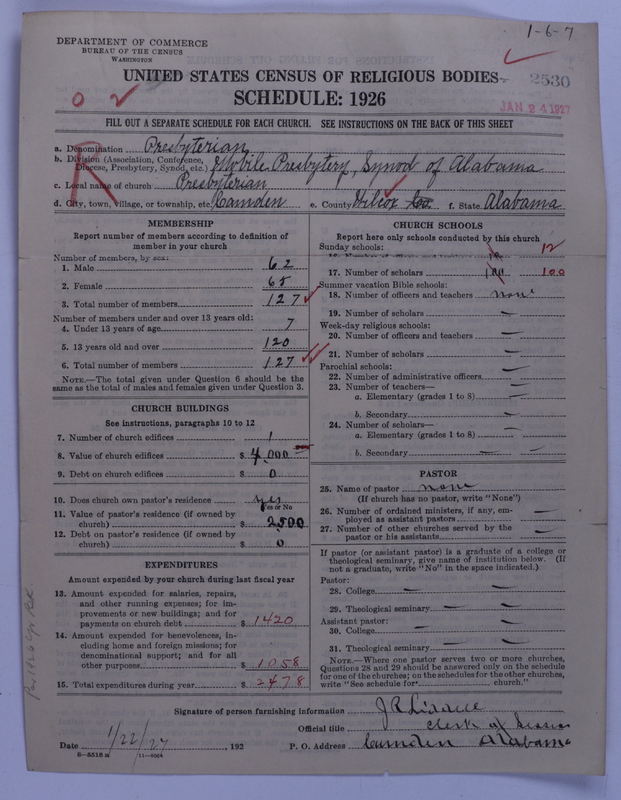 1-6-7
DEPARTMENT OF COMMERCE
BUREAU OF THE CENSUS
WASHINGTON
UNITED STATES CENSUS OF RELIGIOUS BODIES
2530
SCHEDULE: 1926
JAN 24 1927
FILL OUT A SEPARATE SCHEDULE FOR EACH CHURCH. SEE INSTRUCTIONS ON THE BACK OF THIS SHEET
R
a. Denomination Presbyterian
b. Division (Association, Conference, Diocese, Presbytery, Synod, etc.) Mobile Presbytery, Synod of Alabama
c. Local name of church Presbyterian
d. City, town, village, or township, etc. Camden e. County Wilcox Co. f. State Alabama
MEMBERSHIP
Report number of members according to definition of
member in your church
Number of members, by sex:
1. Male 62
2. Female 65
3. Total number of members 127
Number of members under and over 13 years old:
4. Under 13 years of age 7
5. 13 years old and over 120
6. Total number of members 127
NOTE.—The total given under Question 6 should be the
same as the total of males and females given under Question 3.
CHURCH BUILDINGS
See instructions, paragraphs 10 to 12
7. Number of church edifices 1
8. Value of church edifices $ 4,000
9. Debt on church edifices $ 0
10. Does church own pastor's residence yes
Yes or No
11. Value of pastor's residence (if owned by
church) $ 2500
12. Debt on pastor's residence (if owned by
church) $ 0
EXPENDITURES
Amount expended by your church during last fiscal year
13. Amount expended for salaries, repairs,
and other running expenses; for im-
provements or new buildings; and for
payments on church debt $ 1420
14. Amount expended for benevolences, in-
cluding home and foreign missions; for
denominational support; and for all
other purposes $ 1058
15. Total expenditures during year $ 2478
CHURCH SCHOOLS
Report here only schools conducted by this church
Sunday schools:
12
17. Number of scholars 100 100
Summer vacation Bible schools:
18. Number of officers and teachers none
19. Number of scholars —
Week-day religious schools:
20. Number of officers and teachers —
21. Number of scholars —
Parochial schools:
22. Number of administrative officers —
23. Number of teachers—
a. Elementary (grades 1 to 8) —
b. Secondary —
24. Number of scholars—
a. Elementary (grades 1 to 8) —
b. Secondary —
PASTOR
25. Name of pastor none
(If church has no pastor, write "None")
26. Number of ordained ministers, if any, em-
ployed as assistant pastors —
27. Number of other churches served by the
pastor or his assistants —
If pastor (or assistant pastor) is a graduate of a college or
theological seminary, give name of institution below. (If
not a graduate, write "No" in the space indicated.)
Pastor:
28. College —
29. Theological seminary —
Assistant pastor:
30. College —
31. Theological seminary —
NOTE.—Where one pastor serves two or more churches,
Questions 28 and 29 should be answered only on the schedule
for one of the churches; on the schedules for the other churches,
write "See schedule for church."
Signature of person furnishing information J R Liddell
Official title Clerk of Session
Date 1/22/27, 192 P. O. Address Camden Alabama